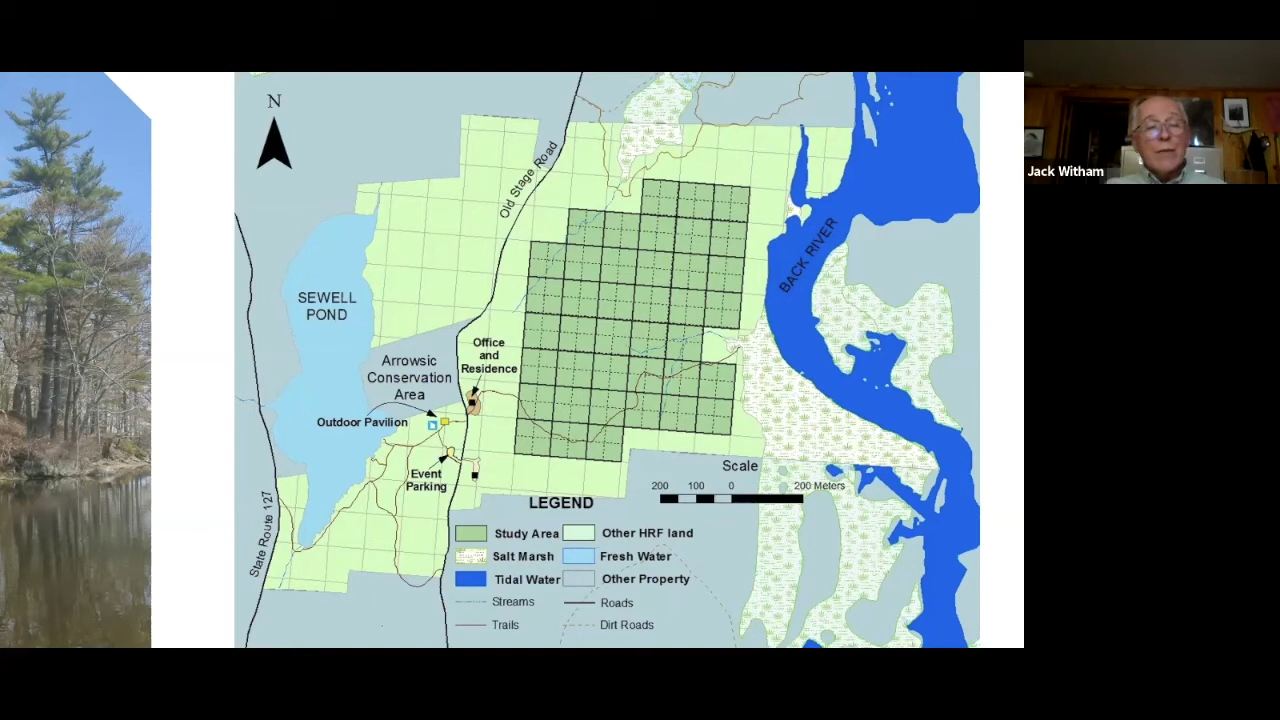 N
Old Stage Road
SEWELL
POND
BACK RIVER
Office
and
Residence
Arrowsic
Conservation
Area
Outdoor Pavilion
Event
Parking
State Route 127
Scale
200 100 0 200 Meters
LEGEND
Study Area Other HRF land
Salt Marsh Fresh Water
Tidal Water Other Property
Streams Roads
Trails Dirt Roads
Jack Witham